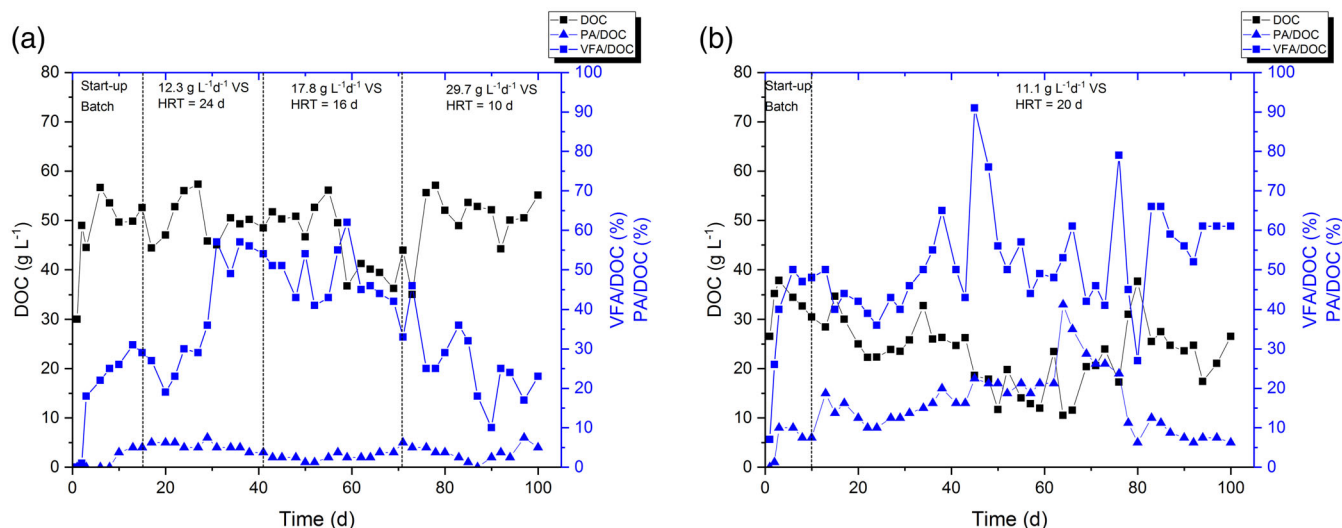 (a)
DOC
PA/DOC
VFA/DOC
80
70
60
50
40
30
20
10
0
DOC (g L⁻¹)
Start-up
Batch
12.3 g L⁻¹d⁻¹ VS
HRT = 24 d
17.8 g L⁻¹d⁻¹ VS
HRT = 16 d
29.7 g L⁻¹d⁻¹ VS
HRT = 10 d
100
90
80
70
60
50
40
30
20
10
0
VFA/DOC (%)
PA/DOC (%)
0 20 40 60 80 100
Time (d)
(b)
DOC
PA/DOC
VFA/DOC
80
70
60
50
40
30
20
10
0
DOC (g L⁻¹)
Start-up
Batch
11.1 g L⁻¹d⁻¹ VS
HRT = 20 d
100
90
80
70
60
50
40
30
20
10
0
VFA/DOC (%)
PA/DOC (%)
0 20 40 60 80 100
Time (d)